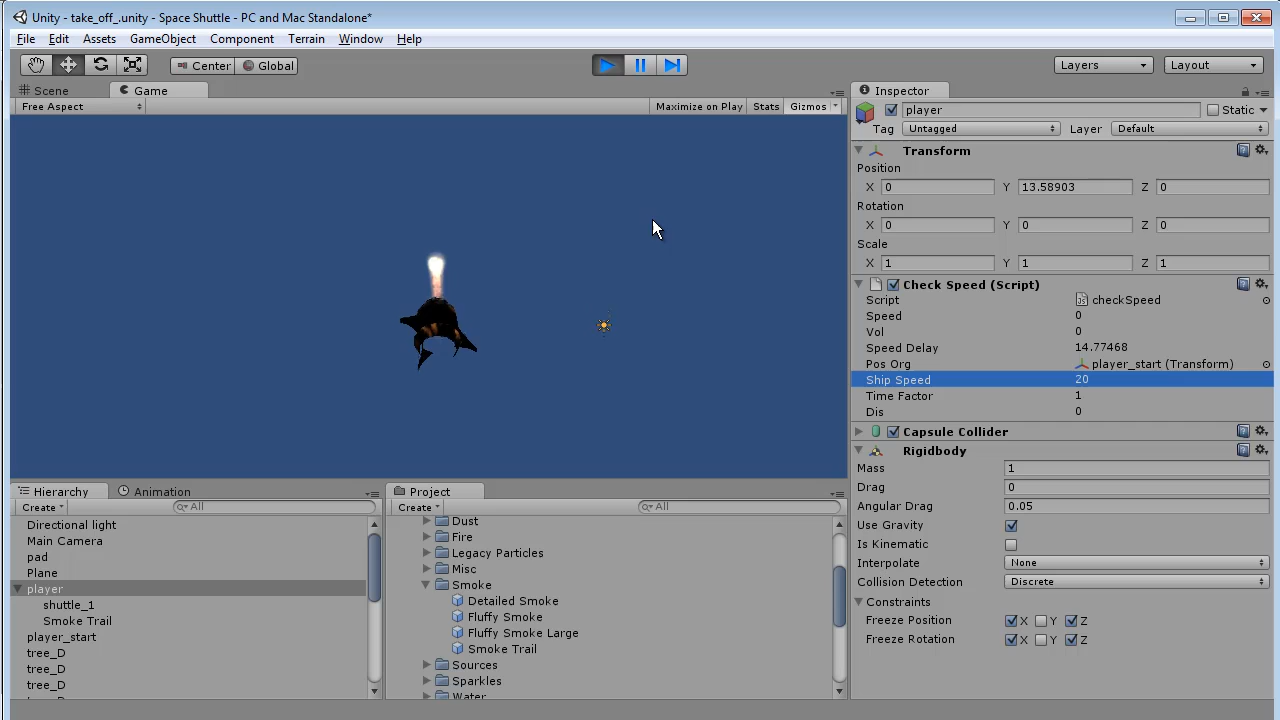 Unity - take_off_.unity - Space Shuttle - PC and Mac Standalone*
File Edit Assets GameObject Component Terrain Window Help
Center Global Layers Layout
Scene Game
Free Aspect Maximize on Play Stats Gizmos
Inspector
player Static
Tag Untagged Layer Default
Transform
Position
X 0 Y 13.58903 Z 0
Rotation
X 0 Y 0 Z 0
Scale
X 1 Y 1 Z 1
Check Speed (Script)
Script checkSpeed
Speed 0
Vol 0
Speed Delay 14.77468
Pos Org player_start (Transform)
Ship Speed 20
Time Factor 1
Dis 0
Capsule Collider
Rigidbody
Mass 1
Drag 0
Angular Drag 0.05
Use Gravity
Is Kinematic
Interpolate None
Collision Detection Discrete
Constraints
Freeze Position X Y Z
Freeze Rotation X Y Z
Hierarchy Animation
Create All
Directional light
Main Camera
pad
Plane
player
shuttle_1
Smoke Trail
player_start
tree_D
tree_D
tree_D
Project
Create All
Dust
Fire
Legacy Particles
Misc
Smoke
Detailed Smoke
Fluffy Smoke
Fluffy Smoke Large
Smoke Trail
Sources
Sparkles
Water